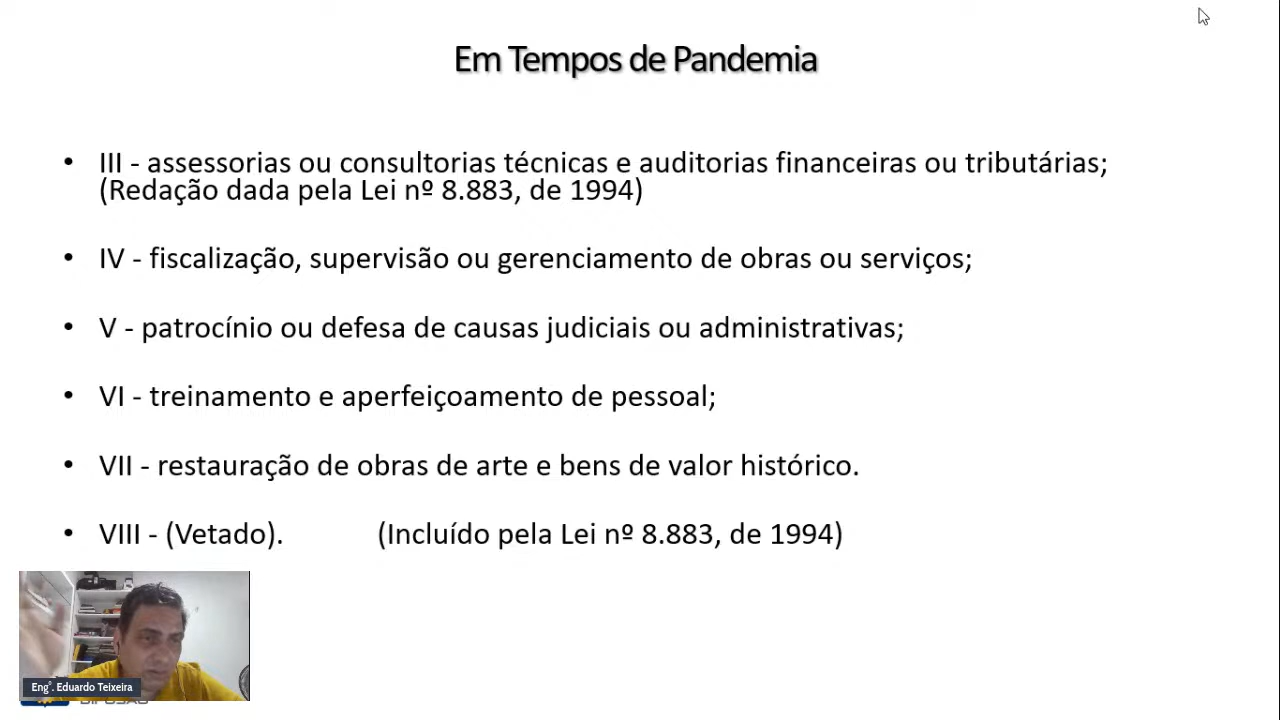 Em Tempos de Pandemia
• III - assessorias ou consultorias técnicas e auditorias financeiras ou tributárias;
(Redação dada pela Lei nº 8.883, de 1994)
• IV - fiscalização, supervisão ou gerenciamento de obras ou serviços;
• V - patrocínio ou defesa de causas judiciais ou administrativas;
• VI - treinamento e aperfeiçoamento de pessoal;
• VII - restauração de obras de arte e bens de valor histórico.
• VIII - (Vetado). (Incluído pela Lei nº 8.883, de 1994)
Eng°. Eduardo Teixeira